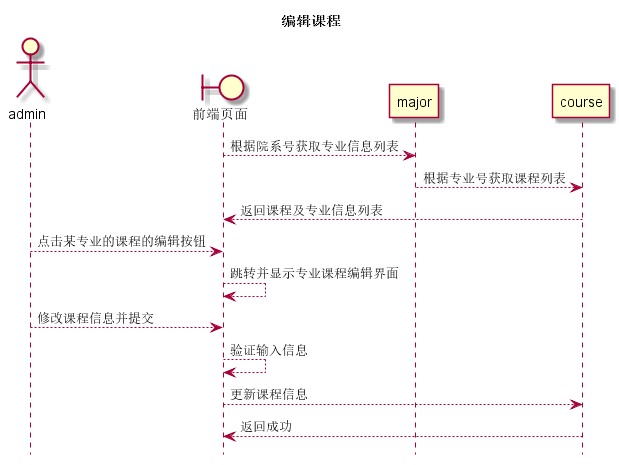 编辑课程
admin
前端页面
major
course
根据院系号获取专业信息列表
根据专业号获取课程列表
返回课程及专业信息列表
点击某专业的课程的编辑按钮
跳转并显示专业课程编辑界面
修改课程信息并提交
验证输入信息
更新课程信息
返回成功